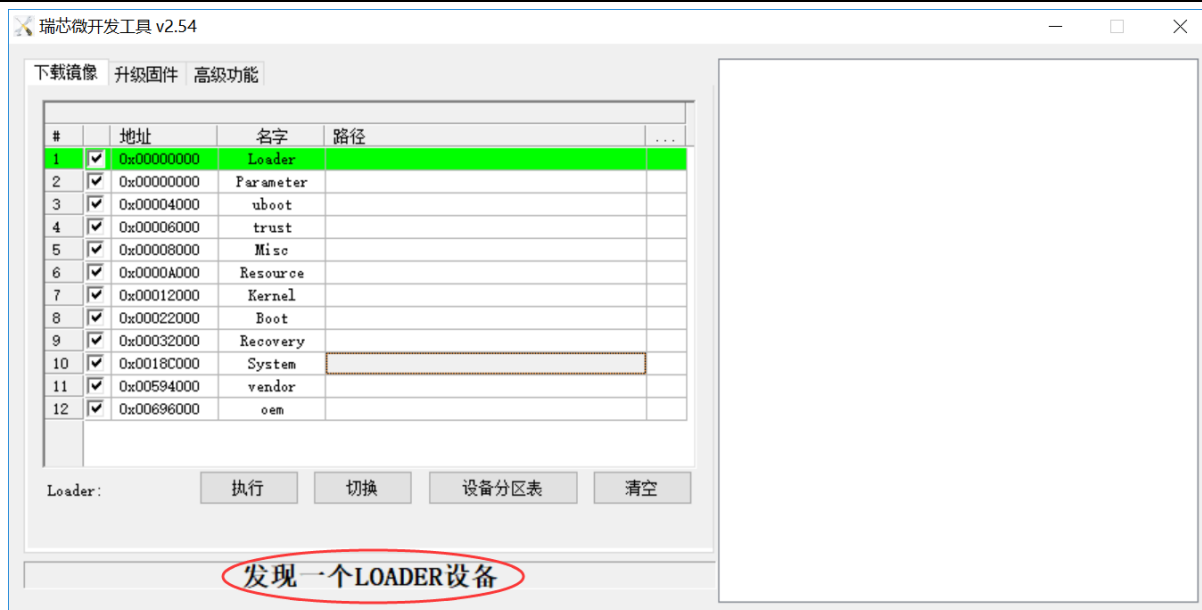 瑞芯微开发工具 v2.54
下载镜像 升级固件 高级功能
# 地址 名字 路径 ...
1 0x00000000 Loader
2 0x00000000 Parameter
3 0x00004000 uboot
4 0x00006000 trust
5 0x00008000 Misc
6 0x0000A000 Resource
7 0x00012000 Kernel
8 0x00022000 Boot
9 0x00032000 Recovery
10 0x0018C000 System
11 0x00594000 vendor
12 0x00696000 oem
Loader: 执行 切换 设备分区表 清空
发现一个LOADER设备